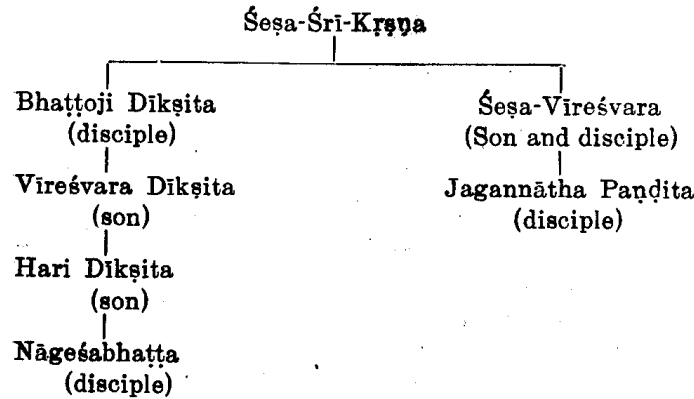 Śeṣa-Śrī-Kṛṣṇa
Bhaṭṭoji Dīkṣita
(disciple)
Vīreśvara Dīkṣita
(son)
Hari Dīkṣita
(son)
Nāgeśabhaṭṭa
(disciple)
Śeṣa-Vīreśvara
(Son and disciple)
Jagannātha Paṇḍita
(disciple)